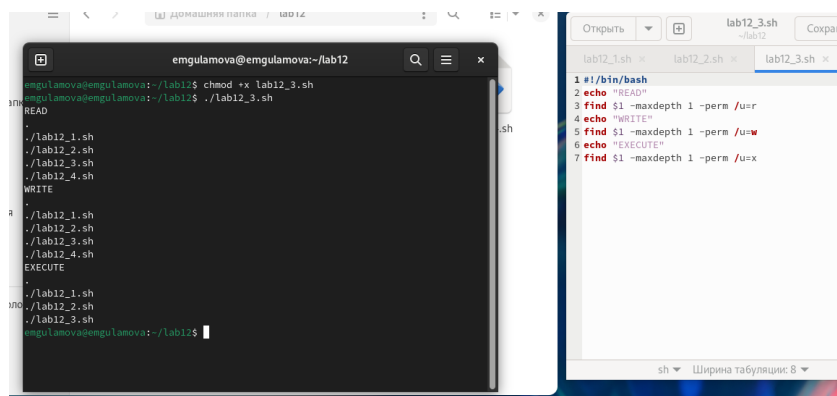 Домашняя папка / lab12
emgulamova@emgulamova:~/lab12
emgulamova@emgulamova:~/lab12$ chmod +x lab12_3.sh
emgulamova@emgulamova:~/lab12$ ./lab12_3.sh
READ
.
./lab12_1.sh
./lab12_2.sh
./lab12_3.sh
./lab12_4.sh
WRITE
.
./lab12_1.sh
./lab12_2.sh
./lab12_3.sh
./lab12_4.sh
EXECUTE
.
./lab12_1.sh
./lab12_2.sh
./lab12_3.sh
emgulamova@emgulamova:~/lab12$
.sh
Открыть
lab12_3.sh
~/lab12
lab12_1.sh ×
lab12_2.sh ×
lab12_3.sh ×
1 #!/bin/bash
2 echo "READ"
3 find $1 -maxdepth 1 -perm /u=r
4 echo "WRITE"
5 find $1 -maxdepth 1 -perm /u=w
6 echo "EXECUTE"
7 find $1 -maxdepth 1 -perm /u=x
sh
Ширина табуляции: 8